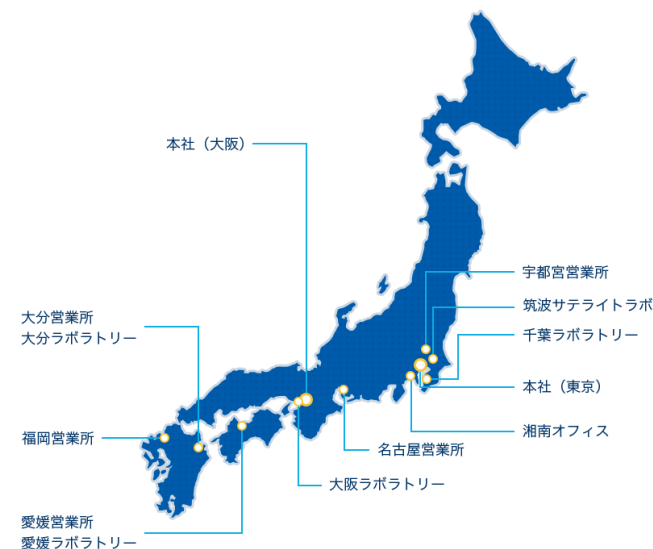 本社（大阪）
宇都宮営業所
筑波サテライトラボ
大分営業所
大分ラボラトリー
千葉ラボラトリー
本社（東京）
湘南オフィス
福岡営業所
名古屋営業所
大阪ラボラトリー
愛媛営業所
愛媛ラボラトリー